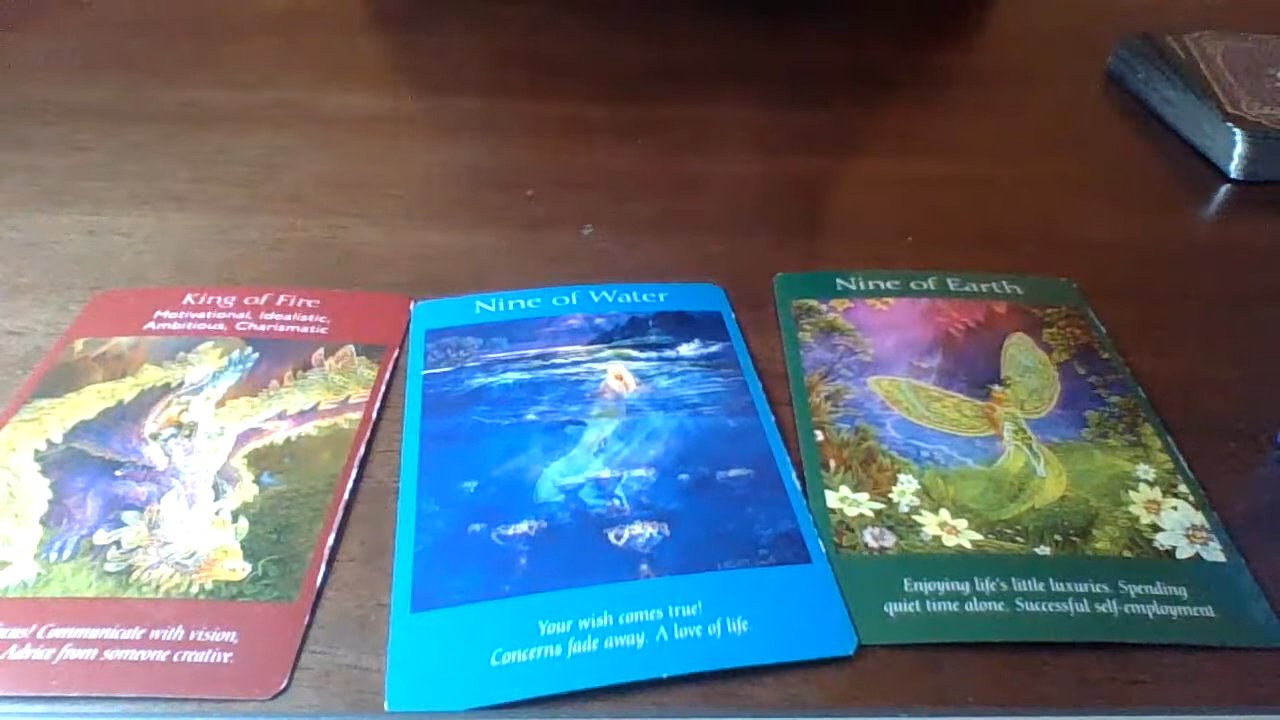 King of Fire
Motivational, Idealistic,
Ambitious, Charismatic
Communicate with vision,
Advice from someone creative.
Nine of Water
Your wish comes true!
Concerns fade away. A love of life.
Nine of Earth
Enjoying life's little luxuries. Spending
quiet time alone. Successful self-employment